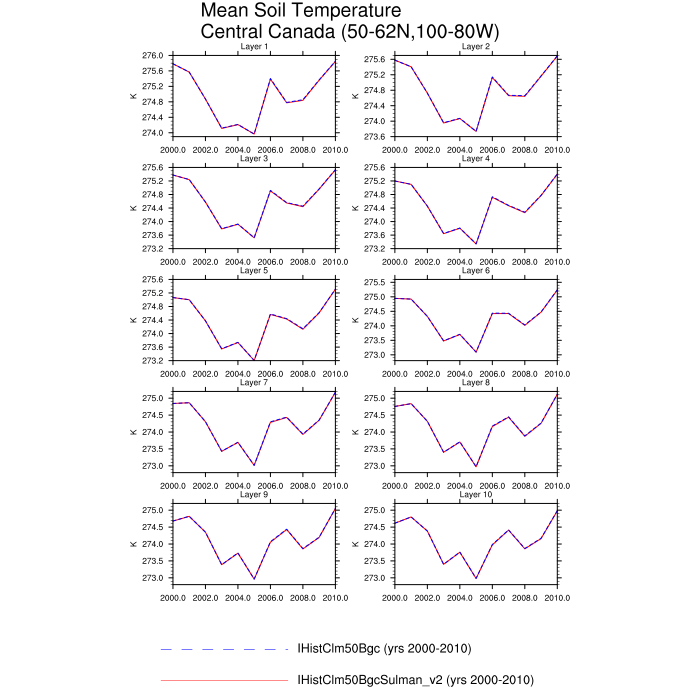 Mean Soil Temperature
Central Canada (50-62N,100-80W)
Layer 1
276.0
275.6
275.2
274.8
274.4
274.0
K
2000.0 2002.0 2004.0 2006.0 2008.0 2010.0
Layer 2
275.6
275.2
274.8
274.4
274.0
273.6
K
2000.0 2002.0 2004.0 2006.0 2008.0 2010.0
Layer 3
275.6
275.2
274.8
274.4
274.0
273.6
273.2
K
2000.0 2002.0 2004.0 2006.0 2008.0 2010.0
Layer 4
275.6
275.2
274.8
274.4
274.0
273.6
273.2
K
2000.0 2002.0 2004.0 2006.0 2008.0 2010.0
Layer 5
275.6
275.2
274.8
274.4
274.0
273.6
273.2
K
2000.0 2002.0 2004.0 2006.0 2008.0 2010.0
Layer 6
275.5
275.0
274.5
274.0
273.5
273.0
K
2000.0 2002.0 2004.0 2006.0 2008.0 2010.0
Layer 7
275.0
274.5
274.0
273.5
273.0
K
2000.0 2002.0 2004.0 2006.0 2008.0 2010.0
Layer 8
275.0
274.5
274.0
273.5
273.0
K
2000.0 2002.0 2004.0 2006.0 2008.0 2010.0
Layer 9
275.0
274.5
274.0
273.5
273.0
K
2000.0 2002.0 2004.0 2006.0 2008.0 2010.0
Layer 10
275.0
274.5
274.0
273.5
273.0
K
2000.0 2002.0 2004.0 2006.0 2008.0 2010.0
IHistClm50Bgc (yrs 2000-2010)
IHistClm50BgcSulman_v2 (yrs 2000-2010)